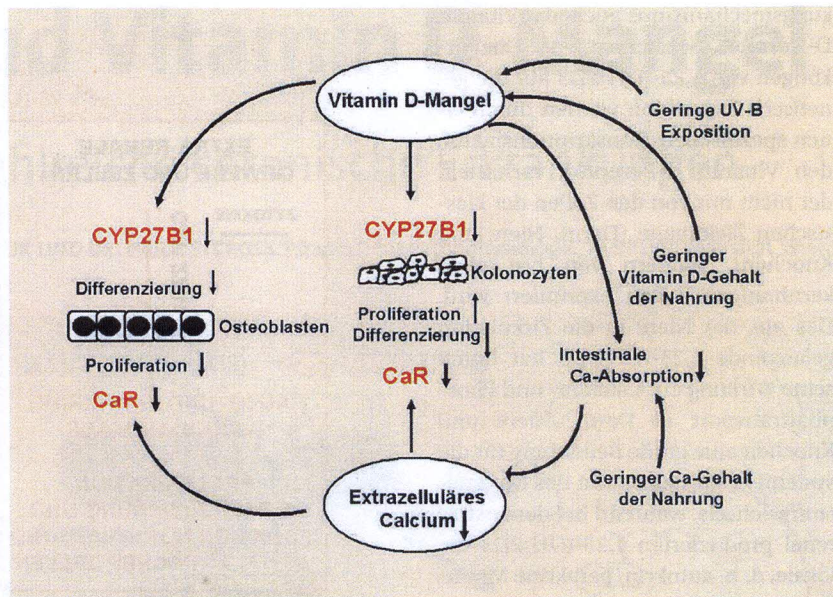 Vitamin D-Mangel
Geringe UV-B
Exposition
CYP27B1
CYP27B1
Geringer
Vitamin D-Gehalt
der Nahrung
Differenzierung
Kolonozyten
Osteoblasten
Proliferation
Differenzierung
Proliferation
CaR
CaR
Intestinale
Ca-Absorption
Extrazelluläres
Calcium
Geringer Ca-Gehalt
der Nahrung